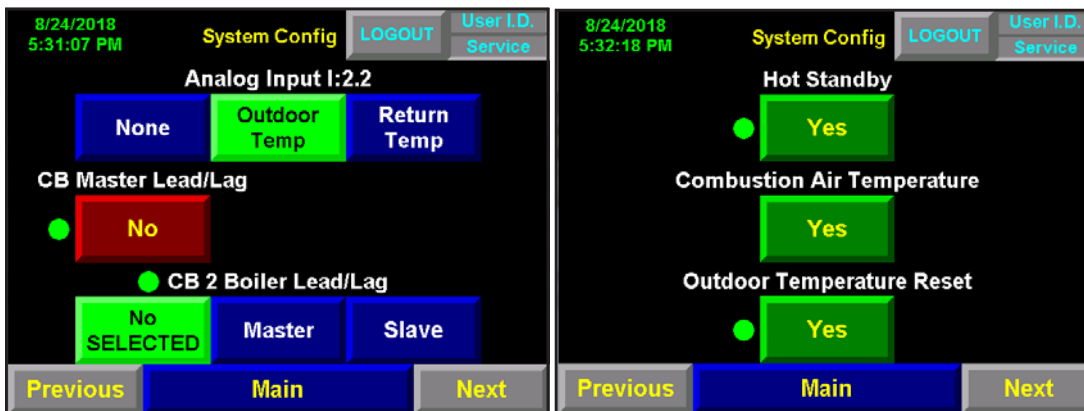 8/24/2018
5:31:07 PM
System Config
LOGOUT
User I.D.
Service
Analog Input I:2.2
None
Outdoor
Temp
Return
Temp
CB Master Lead/Lag
No
CB 2 Boiler Lead/Lag
No
SELECTED
Master
Slave
Previous
Main
Next
8/24/2018
5:32:18 PM
System Config
LOGOUT
User I.D.
Service
Hot Standby
Yes
Combustion Air Temperature
Yes
Outdoor Temperature Reset
Yes
Previous
Main
Next